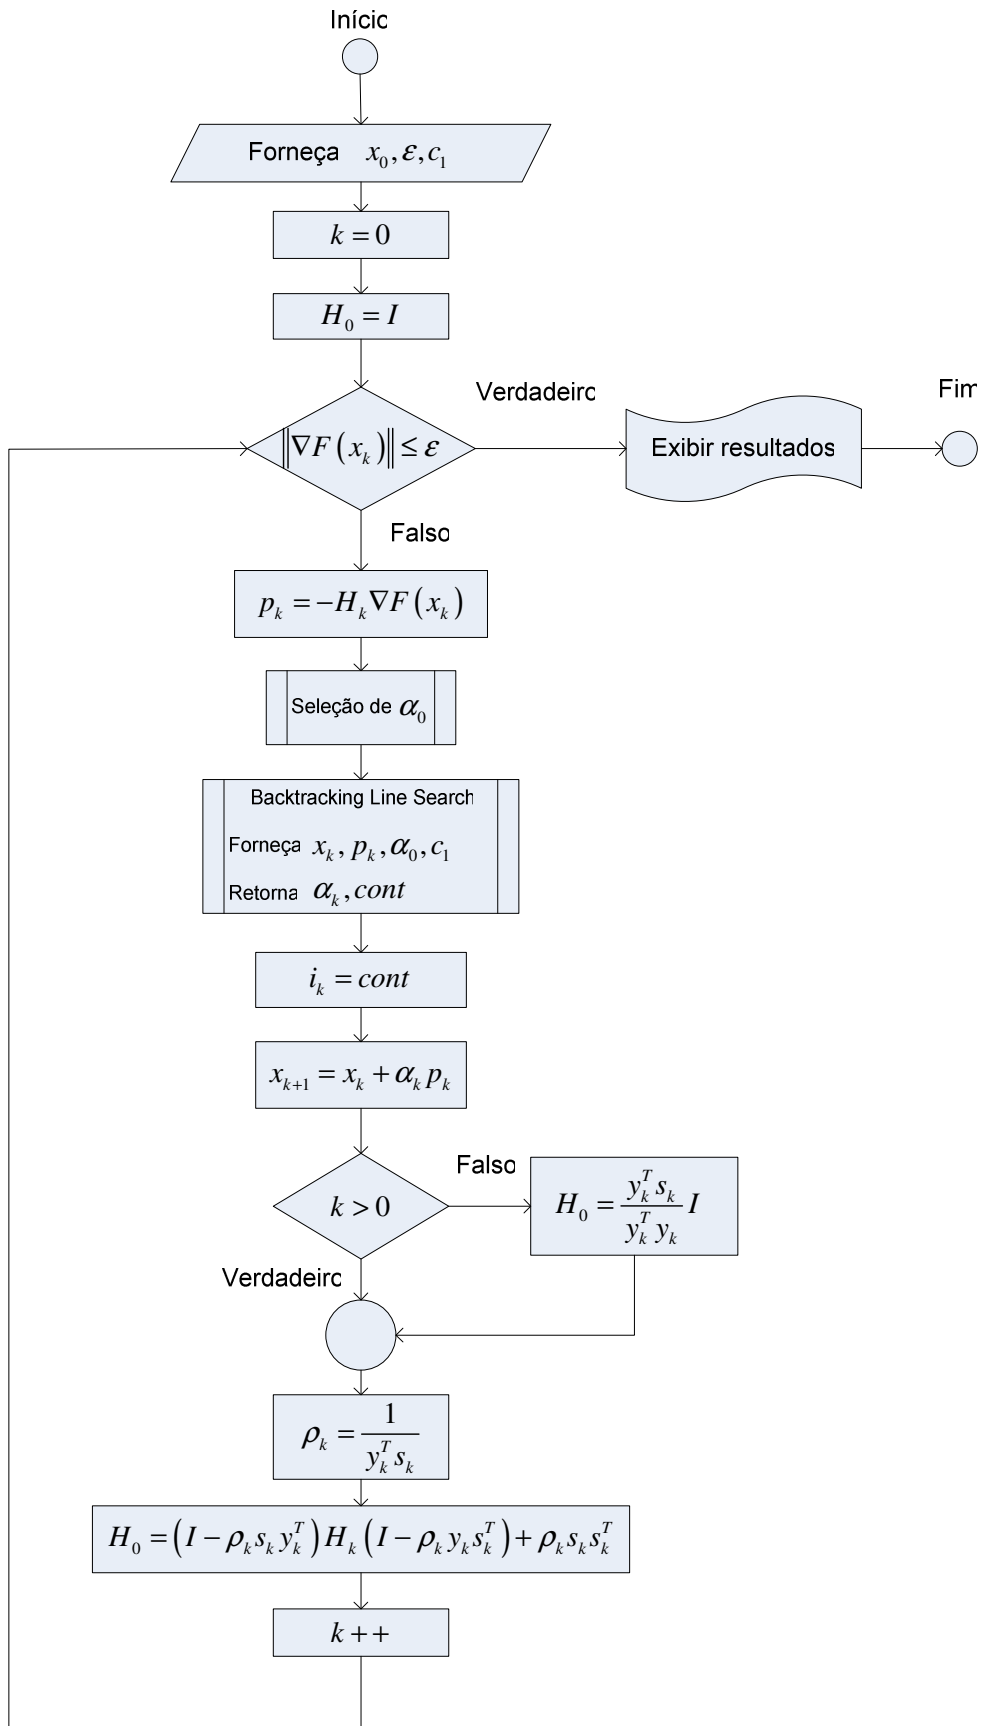 Início
Forneça x_0, ε, c_1
k = 0
H_0 = I
Verdadeiro
Fim
‖∇F(x_k)‖ ≤ ε
Exibir resultados
Falso
p_k = −H_k∇F(x_k)
Seleção de α_0
Backtracking Line Search
Forneça x_k, p_k, α_0, c_1
Retorna α_k, cont
i_k = cont
x_{k+1} = x_k + α_k p_k
Falso
k > 0
H_0 = \frac{y_k^T s_k}{y_k^T y_k} I
Verdadeiro
ρ_k = \frac{1}{y_k^T s_k}
H_0 = (I − ρ_k s_k y_k^T) H_k (I − ρ_k y_k s_k^T) + ρ_k s_k s_k^T
k + +